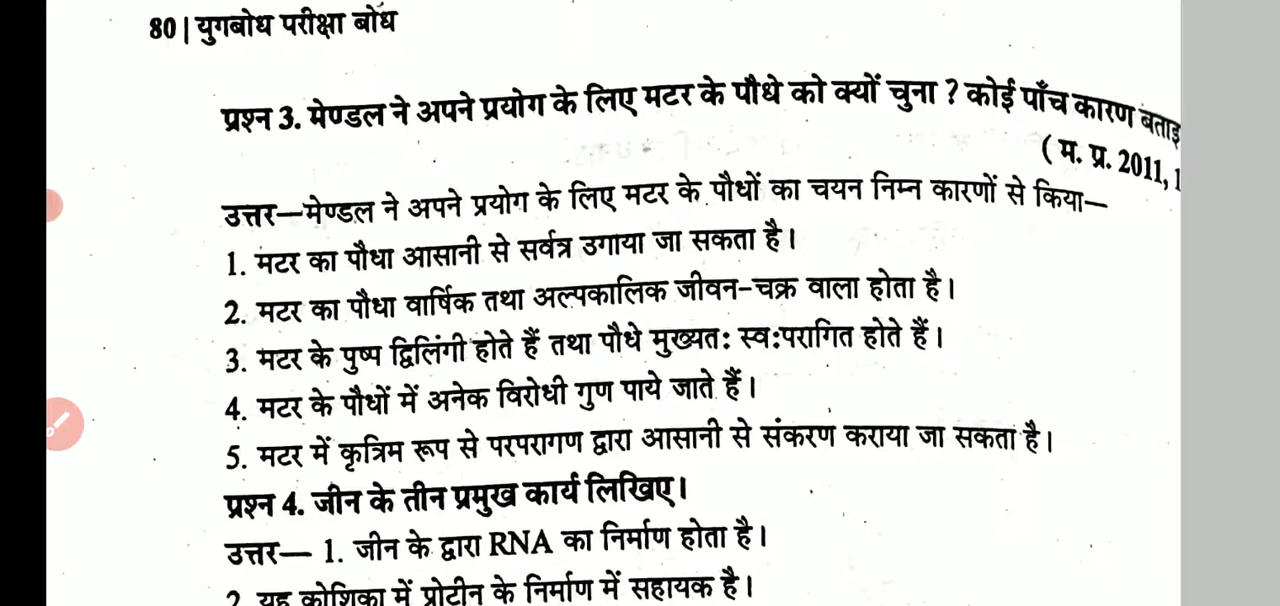 80 | युगबोध परीक्षा बोध
प्रश्न 3. मेण्डल ने अपने प्रयोग के लिए मटर के पौधे को क्यों चुना ? कोई पाँच कारण बताइ
( म. प्र. 2011, 1
उत्तर—मेण्डल ने अपने प्रयोग के लिए मटर के पौधों का चयन निम्न कारणों से किया—
1. मटर का पौधा आसानी से सर्वत्र उगाया जा सकता है।
2. मटर का पौधा वार्षिक तथा अल्पकालिक जीवन-चक्र वाला होता है।
3. मटर के पुष्प द्विलिंगी होते हैं तथा पौधे मुख्यत: स्व:परागित होते हैं।
4. मटर के पौधों में अनेक विरोधी गुण पाये जाते हैं।
5. मटर में कृत्रिम रूप से परपरागण द्वारा आसानी से संकरण कराया जा सकता है।
प्रश्न 4. जीन के तीन प्रमुख कार्य लिखिए।
उत्तर— 1. जीन के द्वारा RNA का निर्माण होता है।
2. यह कोशिका में प्रोटीन के निर्माण में सहायक है।